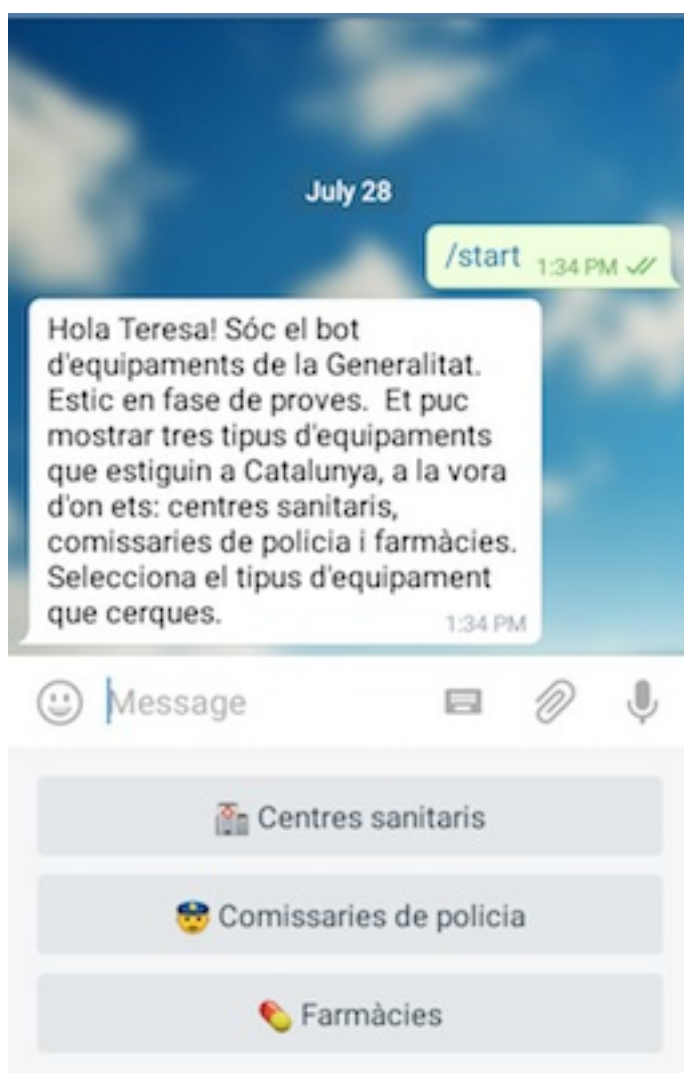 July 28
/start 1:34 PM
Hola Teresa! Sóc el bot
d'equipaments de la Generalitat.
Estic en fase de proves.  Et puc
mostrar tres tipus d'equipaments
que estiguin a Catalunya, a la vora
d'on ets: centres sanitaris,
comissaries de policia i farmàcies.
Selecciona el tipus d'equipament
que cerques. 1:34 PM
Message
Centres sanitaris
Comissaries de policia
Farmàcies